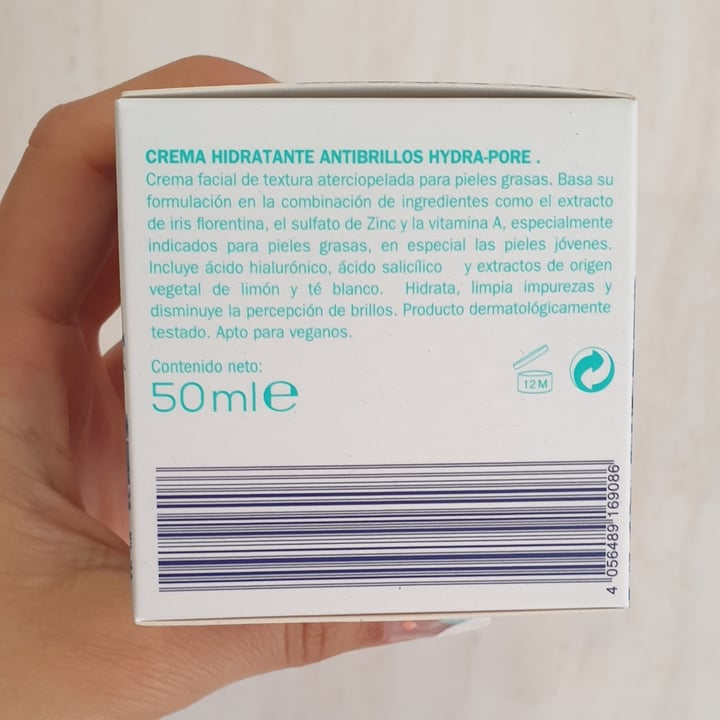 CREMA HIDRATANTE ANTIBRILLOS HYDRA-PORE .
Crema facial de textura aterciopelada para pieles grasas. Basa su
formulación en la combinación de ingredientes como el extracto
de iris florentina, el sulfato de Zinc y la vitamina A, especialmente
indicados para pieles grasas, en especial las pieles jóvenes.
Incluye ácido hialurónico, ácido salicílico y extractos de origen
vegetal de limón y té blanco. Hidrata, limpia impurezas y
disminuye la percepción de brillos. Producto dermatológicamente
testado. Apto para veganos.
Contenido neto:
50ml℮
12M
4 056489 169086